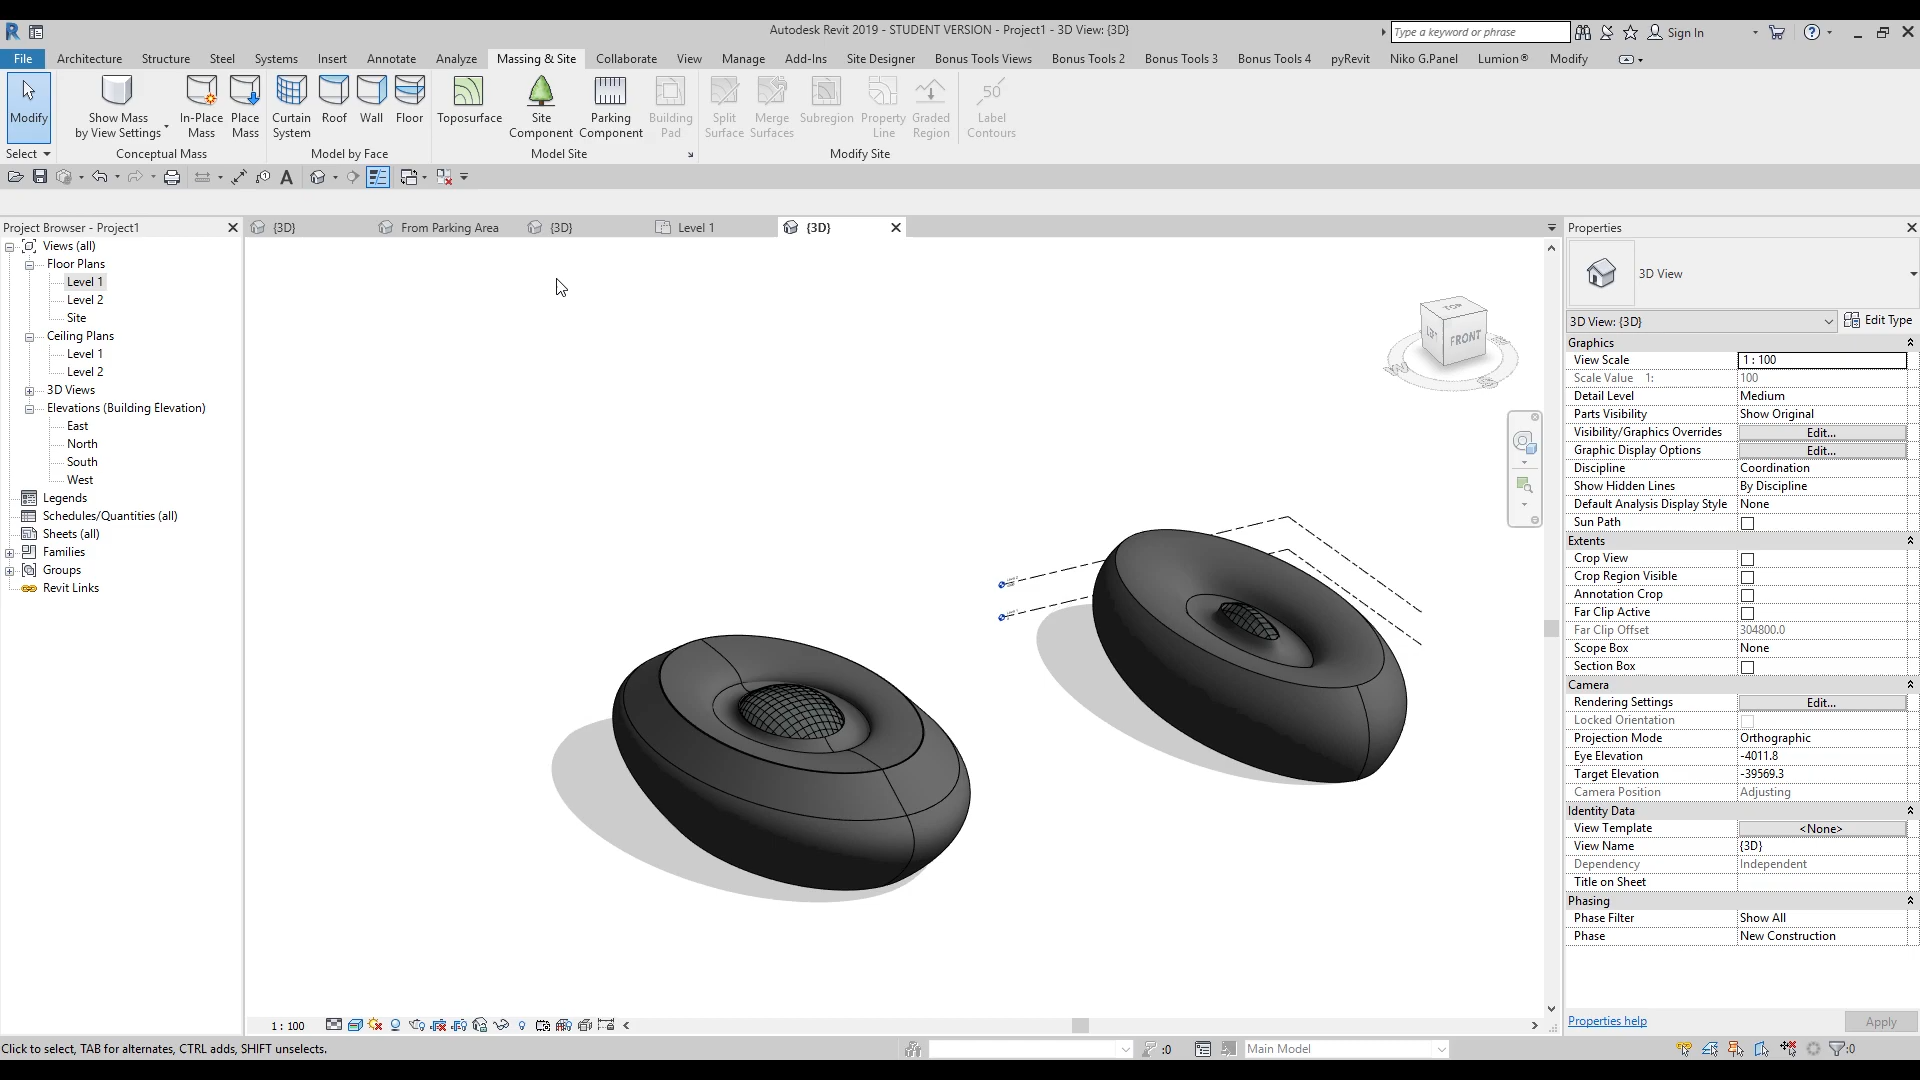 Autodesk Revit 2019 - STUDENT VERSION - Project1 - 3D View: {3D}
Type a keyword or phrase
Sign In
File Architecture Structure Steel Systems Insert Annotate Analyze Massing & Site Collaborate View Manage Add-Ins Site Designer Bonus Tools Views Bonus Tools 2 Bonus Tools 3 Bonus Tools 4 pyRevit Niko G.Panel Lumion® Modify
Modify
Show Mass
by View Settings
In-Place
Mass
Place
Mass
Curtain
System
Roof
Wall
Floor
Toposurface
Site
Component
Parking
Component
Building
Pad
Split
Surface
Merge
Surfaces
Subregion
Property
Line
Graded
Region
50
Label
Contours
Select
Conceptual Mass
Model by Face
Model Site
Modify Site
Project Browser - Project1
Views (all)
Floor Plans
Level 1
Level 2
Site
Ceiling Plans
Level 1
Level 2
3D Views
Elevations (Building Elevation)
East
North
South
West
Legends
Schedules/Quantities (all)
Sheets (all)
Families
Groups
Revit Links
{3D}
From Parking Area
{3D}
Level 1
{3D}
TOP
FRONT
W
S
Properties
3D View
3D View: {3D}
Edit Type
Graphics
View Scale 1 : 100
Scale Value 1: 100
Detail Level Medium
Parts Visibility Show Original
Visibility/Graphics Overrides Edit...
Graphic Display Options Edit...
Discipline Coordination
Show Hidden Lines By Discipline
Default Analysis Display Style None
Sun Path
Extents
Crop View
Crop Region Visible
Annotation Crop
Far Clip Active
Far Clip Offset 304800.0
Scope Box None
Section Box
Camera
Rendering Settings Edit...
Locked Orientation
Projection Mode Orthographic
Eye Elevation -4011.8
Target Elevation -39569.3
Camera Position Adjusting
Identity Data
View Template <None>
View Name {3D}
Dependency Independent
Title on Sheet
Phasing
Phase Filter Show All
Phase New Construction
Properties help
Apply
1 : 100
Click to select, TAB for alternates, CTRL adds, SHIFT unselects.
:0
Main Model
:0